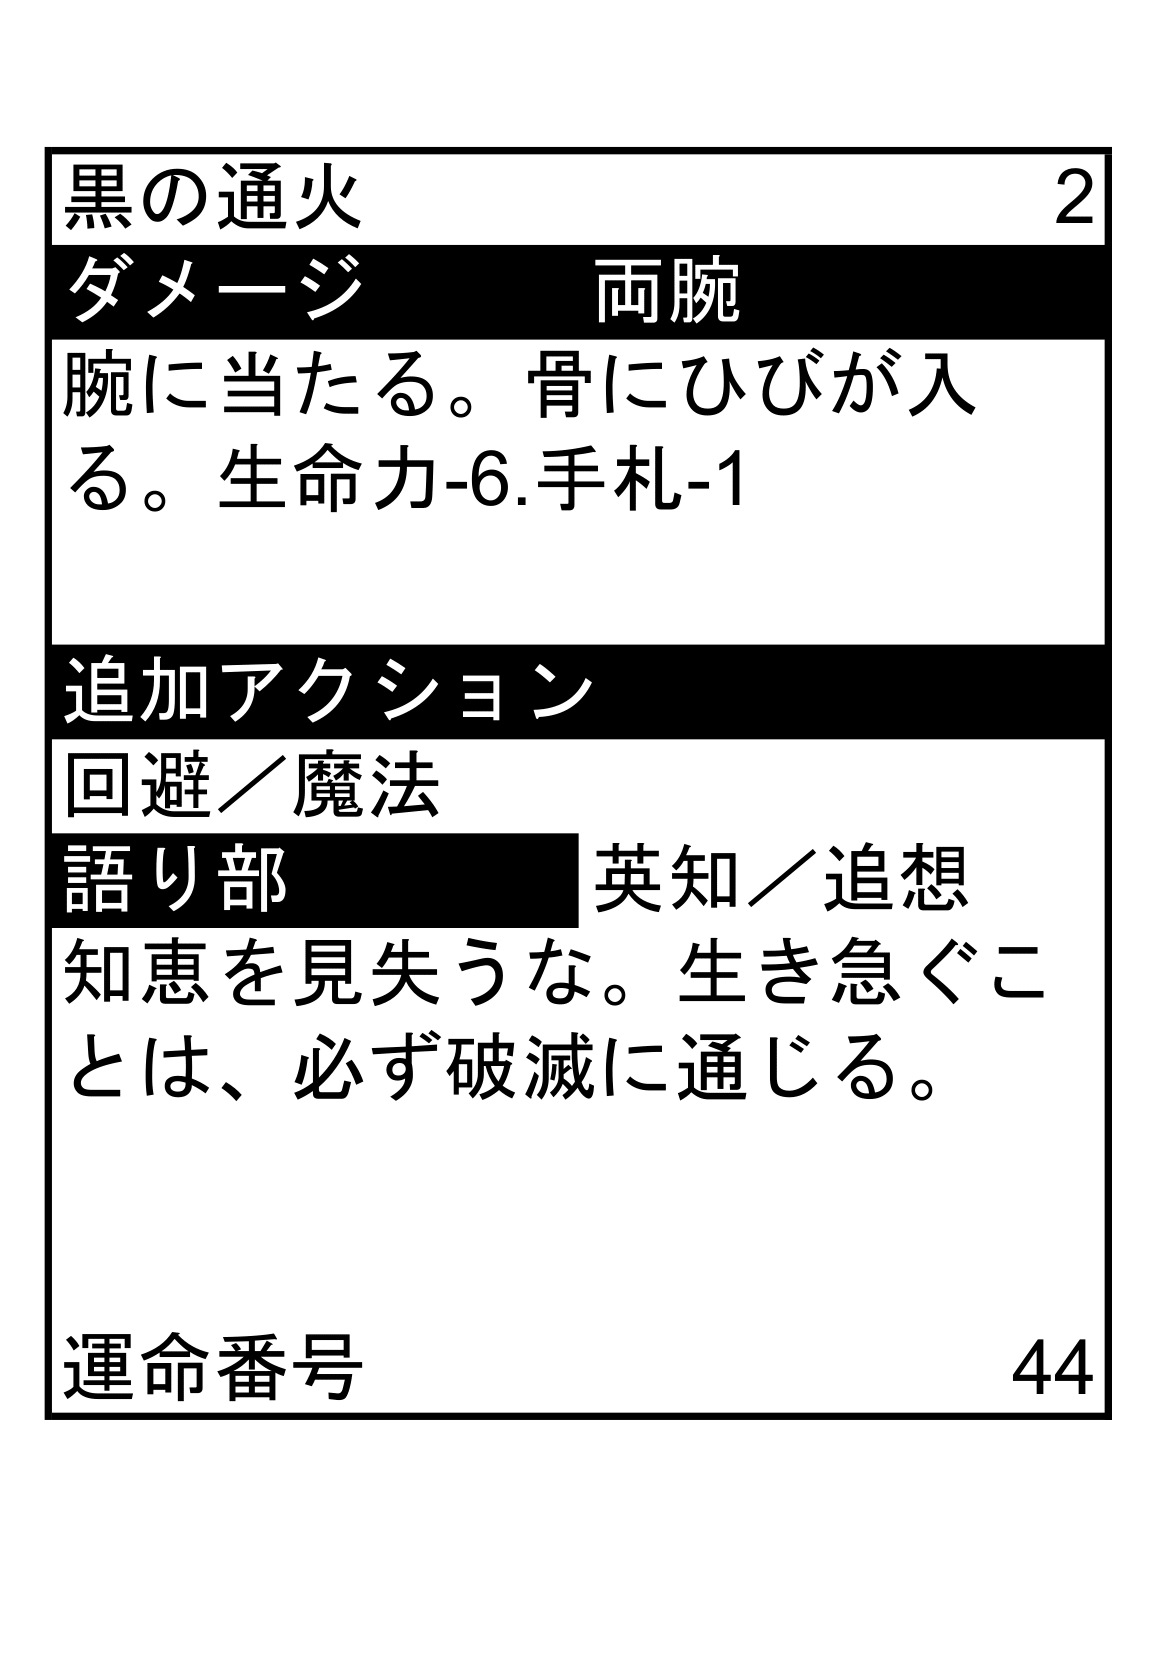 黒の通火 2
ダメージ 両腕
腕に当たる。骨にひびが入
る。生命力-6.手札-1
追加アクション
回避／魔法
語り部 英知／追想
知恵を見失うな。生き急ぐこ
とは、必ず破滅に通じる。
運命番号 44